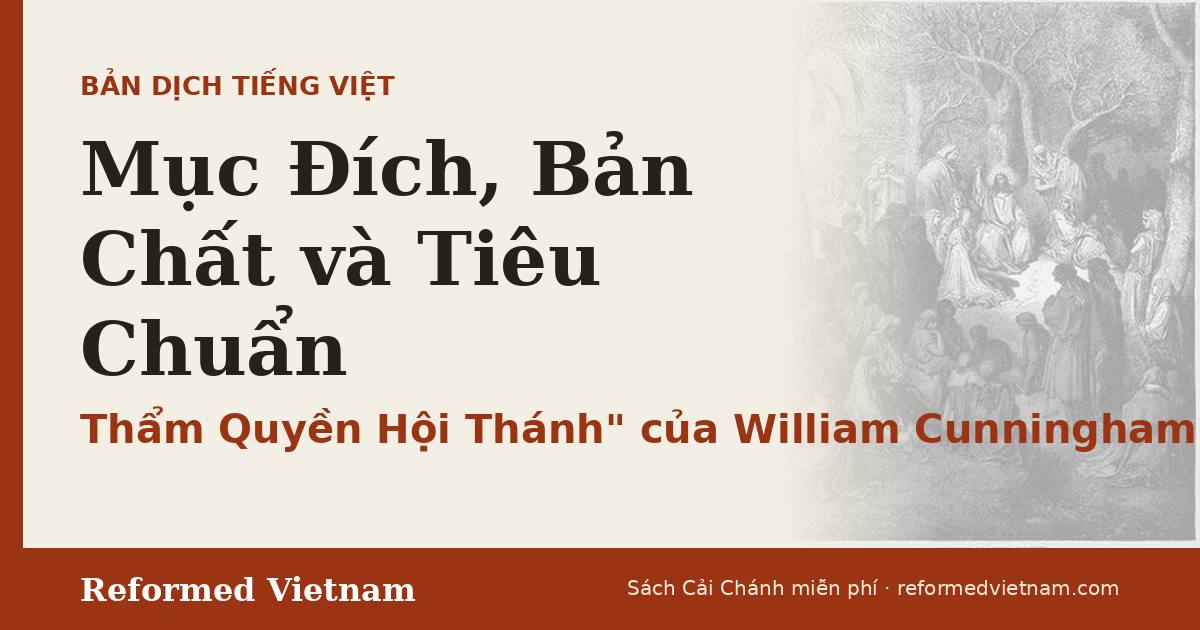 BẢN DỊCH TIẾNG VIỆT
Mục Đích, Bản
Chất và Tiêu
Chuẩn
Thẩm Quyền Hội Thánh" của William Cunningham
Reformed Vietnam
Sách Cải Chánh miễn phí · reformedvietnam.com